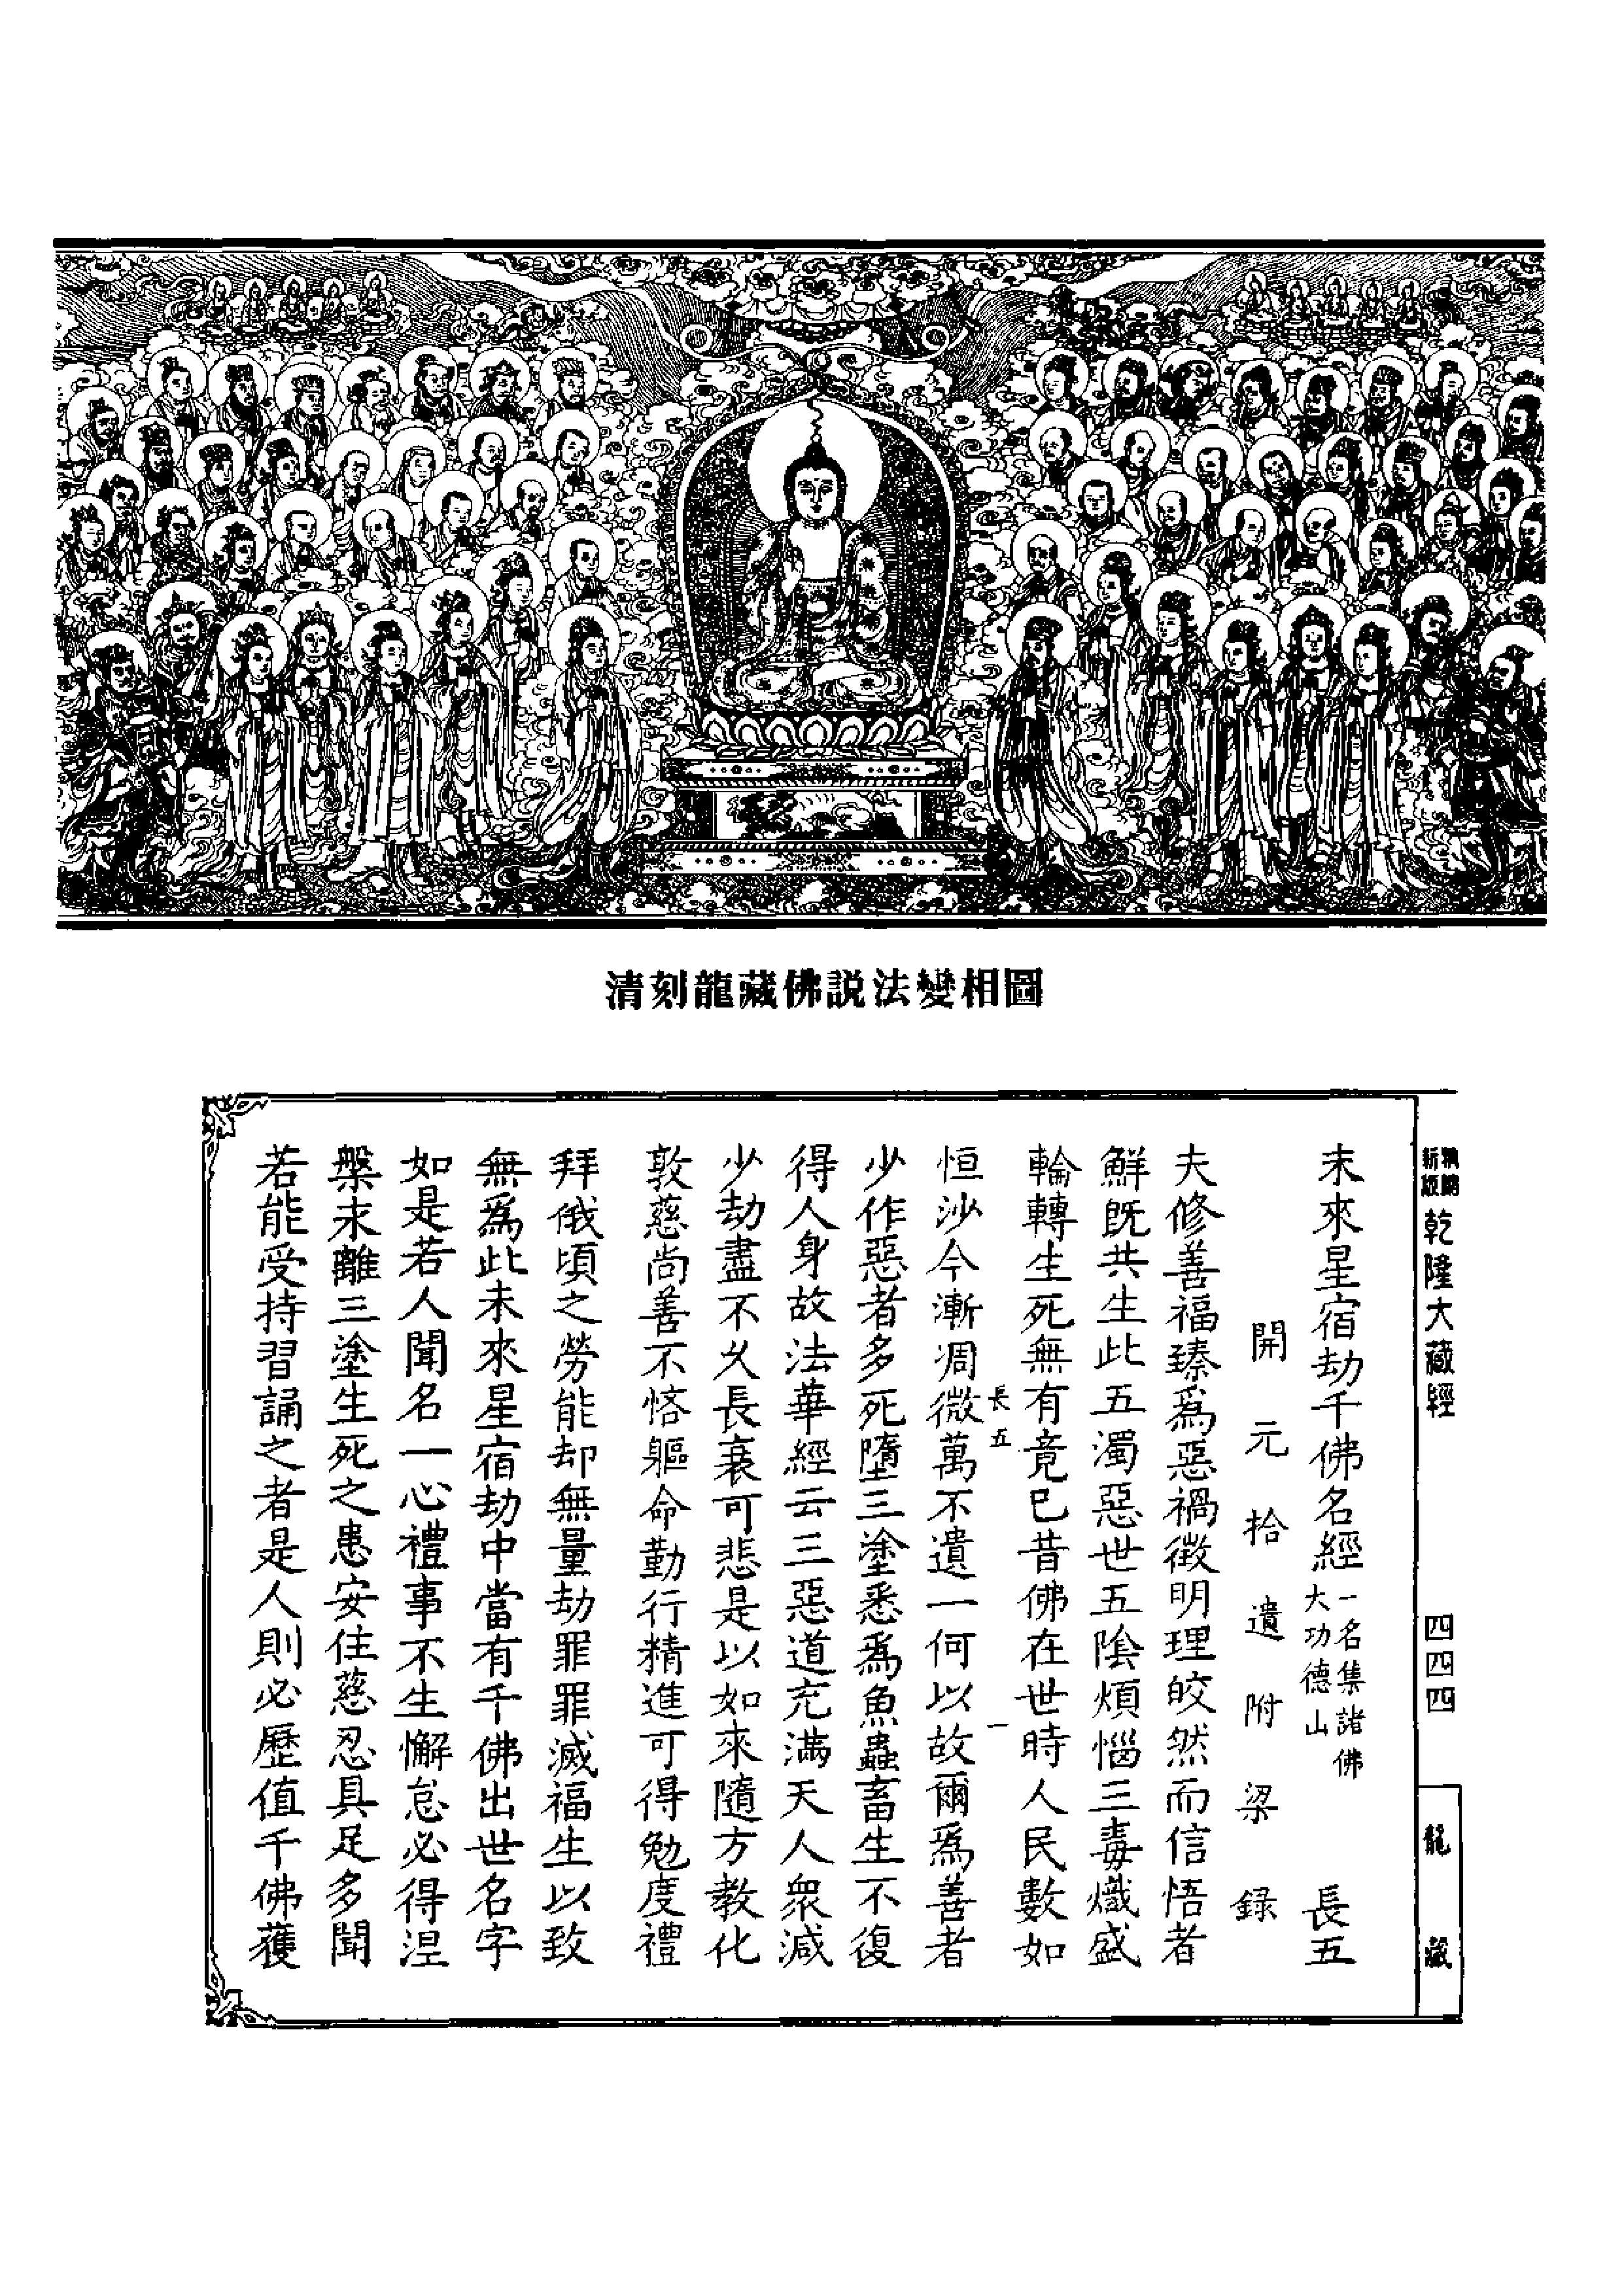 清刻龍藏佛説法變相圖
新版
乾隆大藏經
四四四
龍藏
未來星宿劫千佛名經一名集諸佛大功德山 長五
開元拾遺附梁錄
夫修善福臻爲惡禍徵明理皎然而信悟者
鮮旣共生此五濁惡世五陰煩惱三毒熾盛
輪轉生死無有竟已昔佛在世時人民數如
長五 一
恒沙今漸凋微萬不遺一何以故爾爲善者
少作惡者多死墮三塗悉爲魚蟲畜生不復
得人身故法華經云三惡道充滿天人衆減
少劫盡不久長衰可悲是以如來隨方教化
敦慈尚善不悋軀命勤行精進可得勉度禮
拜俄頃之勞能却無量劫罪罪滅福生以致
無爲此未來星宿劫中當有千佛出世名字
如是若人聞名一心禮事不生懈怠必得涅
槃未離三塗生死之患安住慈忍具足多聞
若能受持習誦之者是人則必歷值千佛獲